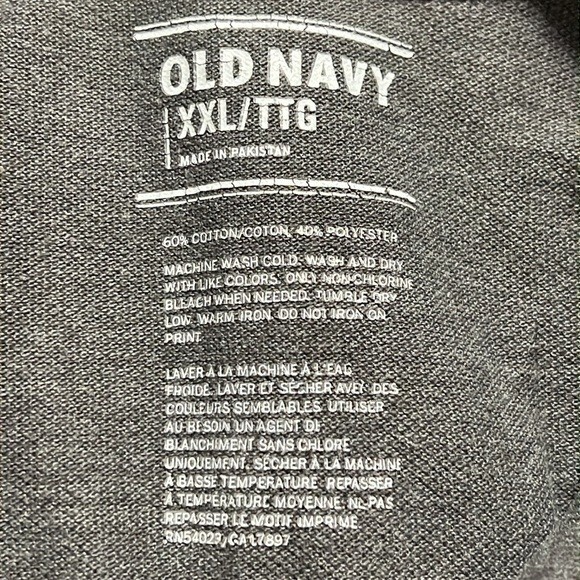 OLD NAVY
XXL/TTG
MADE IN PAKISTAN
60% COTTON/COTON, 40% POLYESTER
MACHINE WASH COLD. WASH AND DRY
WITH LIKE COLORS. ONLY NON-CHLORINE
BLEACH WHEN NEEDED. TUMBLE DRY
LOW. WARM IRON. DO NOT IRON ON
PRINT.
LAVER À LA MACHINE À L'EAU
FROIDE. LAVER ET SÉCHER AVEC DES
COULEURS SEMBLABLES. UTILISER
AU BESOIN UN AGENT DE
BLANCHIMENT SANS CHLORE
UNIQUEMENT. SÉCHER À LA MACHINE
À BASSE TEMPÉRATURE. REPASSER
À TEMPÉRATURE MOYENNE. NE PAS
REPASSER LE MOTIF IMPRIMÉ.
RN54023, CA17897